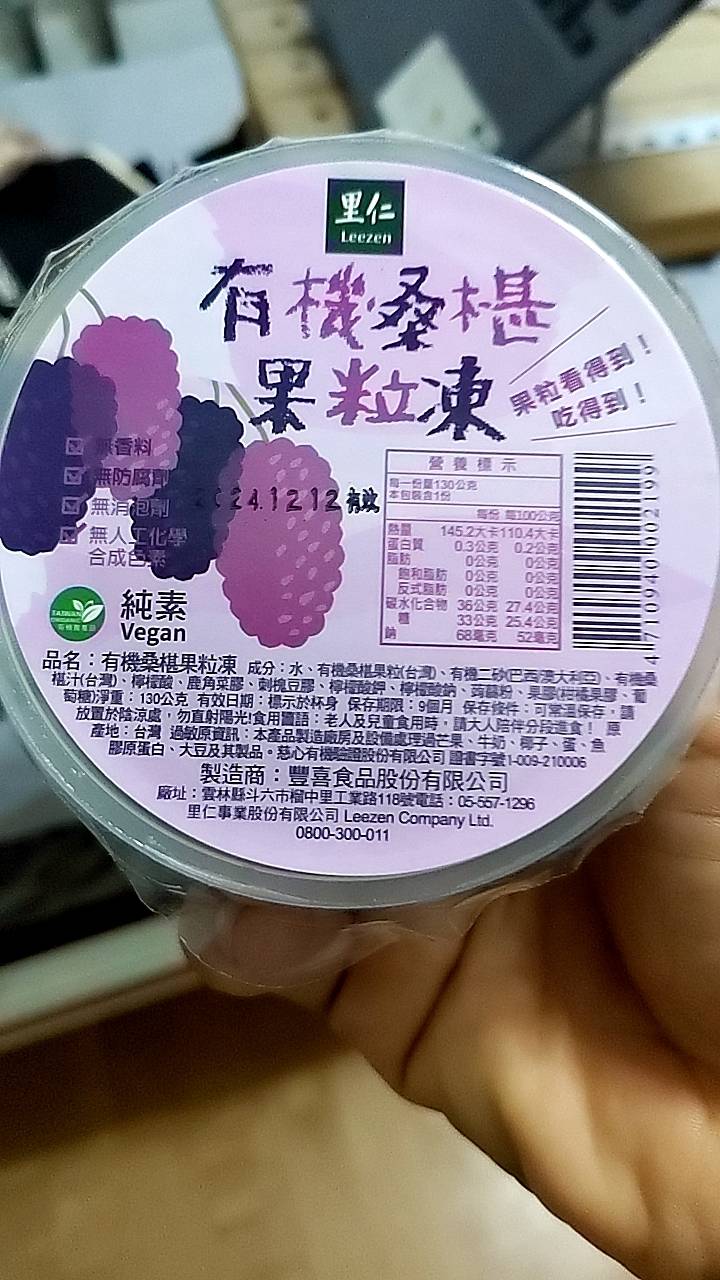 里仁
Leezen
有機桑椹
果粒凍
果粒看得到！
吃得到！
無香料
無防腐劑
無消泡劑
無人工化學
合成色素
2024.12.12有效
營養標示
每一份量130公克
本包裝含1份
每份 每100公克
熱量 145.2大卡 110.4大卡
蛋白質 0.3公克 0.2公克
脂肪 0公克 0公克
飽和脂肪 0公克 0公克
反式脂肪 0公克 0公克
碳水化合物 36公克 27.4公克
糖 33公克 25.4公克
鈉 68毫克 52毫克
4 710940 002199
TAIWAN
ORGANIC
純素
Vegan
品名：有機桑椹果粒凍 成分：水、有機桑椹果粒(台灣)、有機二砂(巴西/澳大利亞)、有機桑
椹汁(台灣)、檸檬酸、鹿角菜膠、刺槐豆膠、檸檬酸鉀、檸檬酸鈉、蒟蒻粉、果膠(柑橘果膠、葡
萄糖)淨重：130公克 有效日期：標示於杯身 保存期限：9個月 保存條件：可常溫保存，請
放置於陰涼處，勿直射陽光!食用警語：老人及兒童食用時，請大人陪伴分段進食！ 原
產地：台灣 過敏原資訊：本產品製造廠房及設備處理過芒果、牛奶、椰子、蛋、魚
膠原蛋白、大豆及其製品。慈心有機驗證股份有限公司 證書字號1-009-210006
製造商：豐喜食品股份有限公司
廠址：雲林縣斗六市榴中里工業路118號電話：05-557-1296
里仁事業股份有限公司 Leezen Company Ltd.
0800-300-011